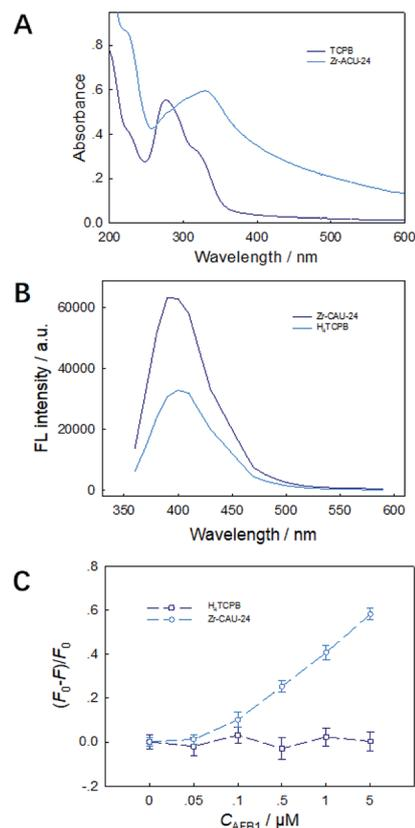 A
.8
.6
.4
.2
0.0
200 300 400 500 600
Absorbance
Wavelength / nm
TCPB
Zr-ACU-24
B
60000
40000
20000
0
350 400 450 500 550 600
FL intensity / a.u.
Wavelength / nm
Zr-CAU-24
H₄TCPB
C
.8
.6
.4
.2
0.0
-.2
0 .05 .1 .5 1 5
(F₀-F)/F₀
C_AFB1 / μM
H₄TCPB
Zr-CAU-24